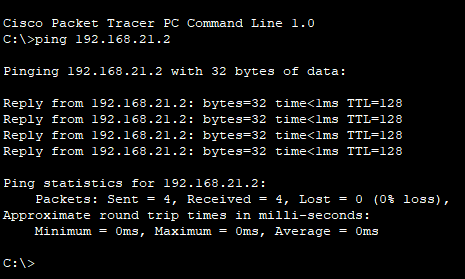 Cisco Packet Tracer PC Command Line 1.0
C:\>ping 192.168.21.2
Pinging 192.168.21.2 with 32 bytes of data:
Reply from 192.168.21.2: bytes=32 time<1ms TTL=128
Reply from 192.168.21.2: bytes=32 time<1ms TTL=128
Reply from 192.168.21.2: bytes=32 time<1ms TTL=128
Reply from 192.168.21.2: bytes=32 time<1ms TTL=128
Ping statistics for 192.168.21.2:
    Packets: Sent = 4, Received = 4, Lost = 0 (0% loss),
Approximate round trip times in milli-seconds:
    Minimum = 0ms, Maximum = 0ms, Average = 0ms
C:\>